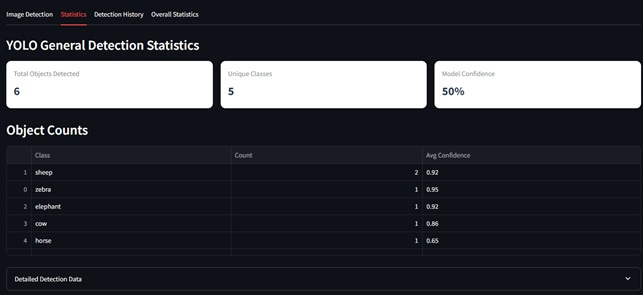 Image Detection Statistics Detection History Overall Statistics
YOLO General Detection Statistics
Total Objects Detected Unique Classes Model Confidence
6 5 50%
Object Counts
Class Count Avg Confidence
1 sheep 2 0.92
0 zebra 1 0.95
2 elephant 1 0.92
3 cow 1 0.86
4 horse 1 0.65
Detailed Detection Data